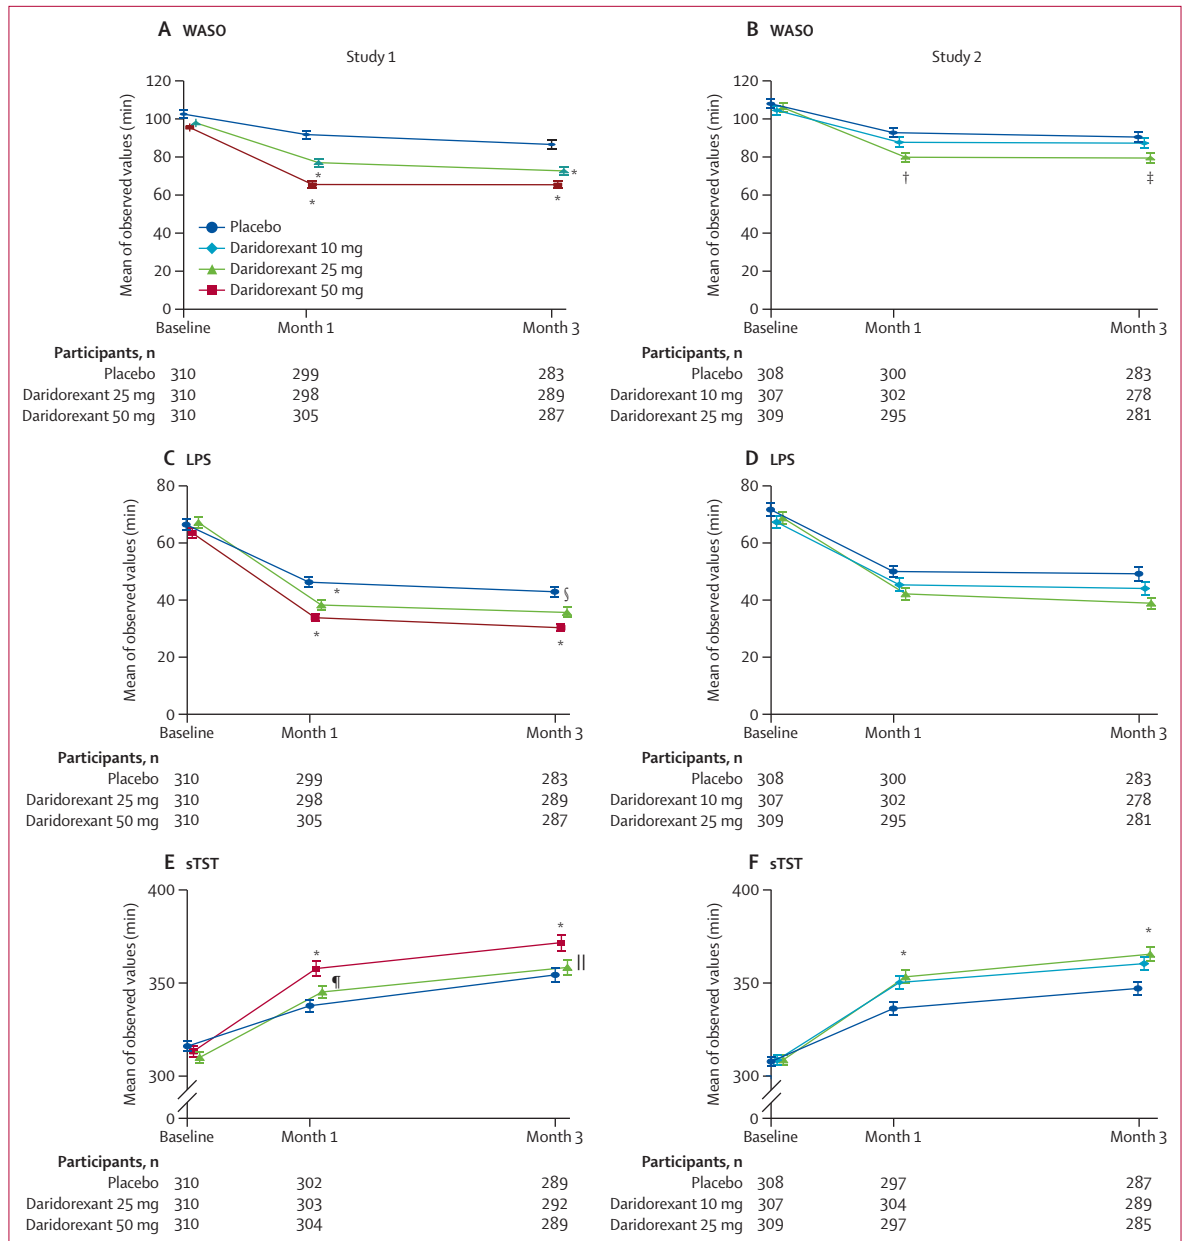 A WASO
Study 1
Mean of observed values (min)
120
100
80
60
40
20
0
*
*
*
*
Placebo
Daridorexant 10 mg
Daridorexant 25 mg
Daridorexant 50 mg
Baseline Month 1 Month 3
Participants, n
Placebo 310 299 283
Daridorexant 25 mg 310 298 289
Daridorexant 50 mg 310 305 287
B WASO
Study 2
Mean of observed values (min)
120
100
80
60
40
20
0
† ‡
Baseline Month 1 Month 3
Participants, n
Placebo 308 300 283
Daridorexant 10 mg 307 302 278
Daridorexant 25 mg 309 295 281
C LPS
Mean of observed values (min)
80
60
40
20
0
* §
* *
Baseline Month 1 Month 3
Participants, n
Placebo 310 299 283
Daridorexant 25 mg 310 298 289
Daridorexant 50 mg 310 305 287
D LPS
Mean of observed values (min)
80
60
40
20
0
Baseline Month 1 Month 3
Participants, n
Placebo 308 300 283
Daridorexant 10 mg 307 302 278
Daridorexant 25 mg 309 295 281
E sTST
Mean of observed values (min)
400
350
300
0
* *
¶ ||
Baseline Month 1 Month 3
Participants, n
Placebo 310 302 289
Daridorexant 25 mg 310 303 292
Daridorexant 50 mg 310 304 289
F sTST
Mean of observed values (min)
400
350
300
0
* *
Baseline Month 1 Month 3
Participants, n
Placebo 308 297 287
Daridorexant 10 mg 307 304 289
Daridorexant 25 mg 309 297 285